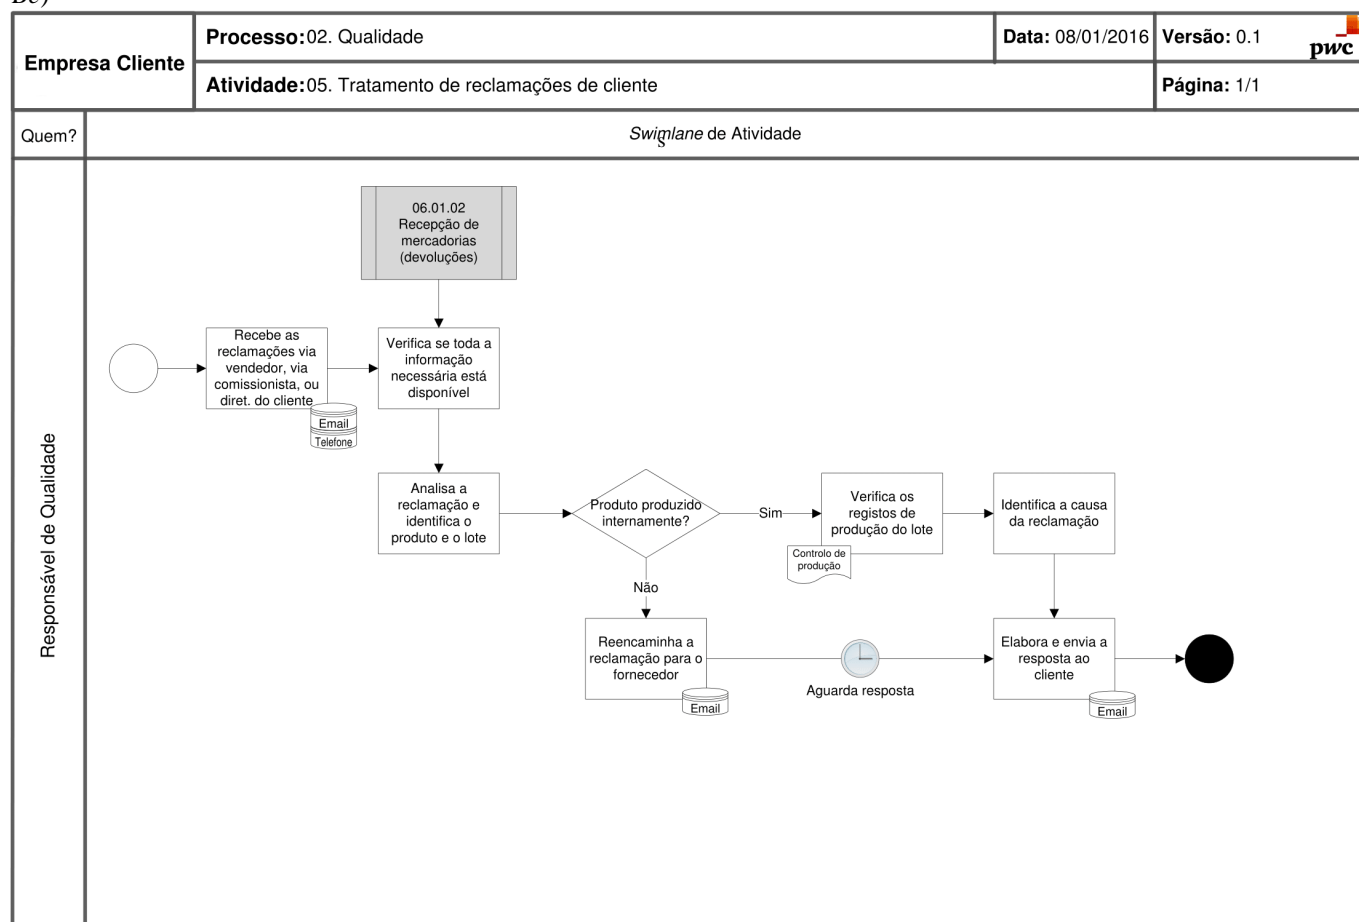 Empresa Cliente
Processo: 02. Qualidade
Data: 08/01/2016
Versão: 0.1
pwc
Atividade: 05. Tratamento de reclamações de cliente
Página: 1/1
Quem?
Swimlane de Atividade
s
Responsável de Qualidade
06.01.02
Recepção de
mercadorias
(devoluções)
Recebe as
reclamações via
vendedor, via
comissionista, ou
diret. do cliente
Email
Telefone
Verifica se toda a
informação
necessária está
disponível
Analisa a
reclamação e
identifica o
produto e o lote
Produto produzido
internamente?
Sim
Verifica os
registos de
produção do lote
Controlo de
produção
Identifica a causa
da reclamação
Não
Reencaminha a
reclamação para o
fornecedor
Email
Aguarda resposta
Elabora e envia a
resposta ao
cliente
Email